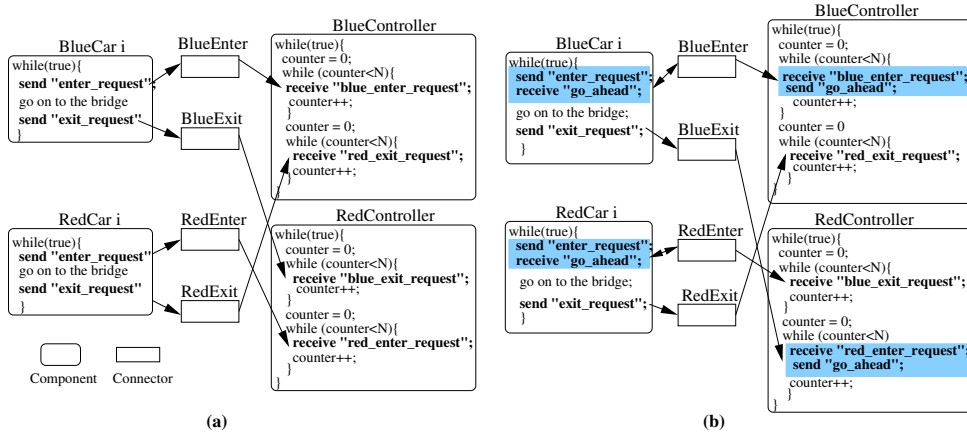 BlueCar i
while(true){
send "enter_request";
go on to the bridge
send "exit_request"
}
BlueEnter
BlueExit
BlueController
while(true){
counter = 0;
while (counter<N){
receive "blue_enter_request";
counter++;
}
counter = 0;
while (counter<N){
receive "red_exit_request";
counter++;
}
}
RedCar i
while(true){
send "enter_request";
go on to the bridge
send "exit_request"
}
RedEnter
RedExit
RedController
while(true){
counter = 0;
while (counter<N){
receive "blue_exit_request";
counter++;
}
counter = 0;
while (counter<N){
receive "red_enter_request";
counter++;
}
}
Component
Connector
(a)
BlueCar i
while(true){
send "enter_request";
receive "go_ahead";
go on to the bridge;
send "exit_request";
}
BlueEnter
BlueExit
BlueController
while(true){
counter = 0;
while (counter<N){
receive "blue_enter_request";
send "go_ahead";
counter++;
}
counter = 0
while (counter<N){
receive "red_exit_request";
counter++;
}
}
RedCar i
while(true){
send "enter_request";
receive "go_ahead";
go on to the bridge;
send "exit_request";
}
RedEnter
RedExit
RedController
while(true){
counter = 0;
while (counter<N){
receive "blue_exit_request";
counter++;
}
counter = 0;
while (counter<N)
receive "red_enter_request";
send "go_ahead";
counter++;
}
}
(b)